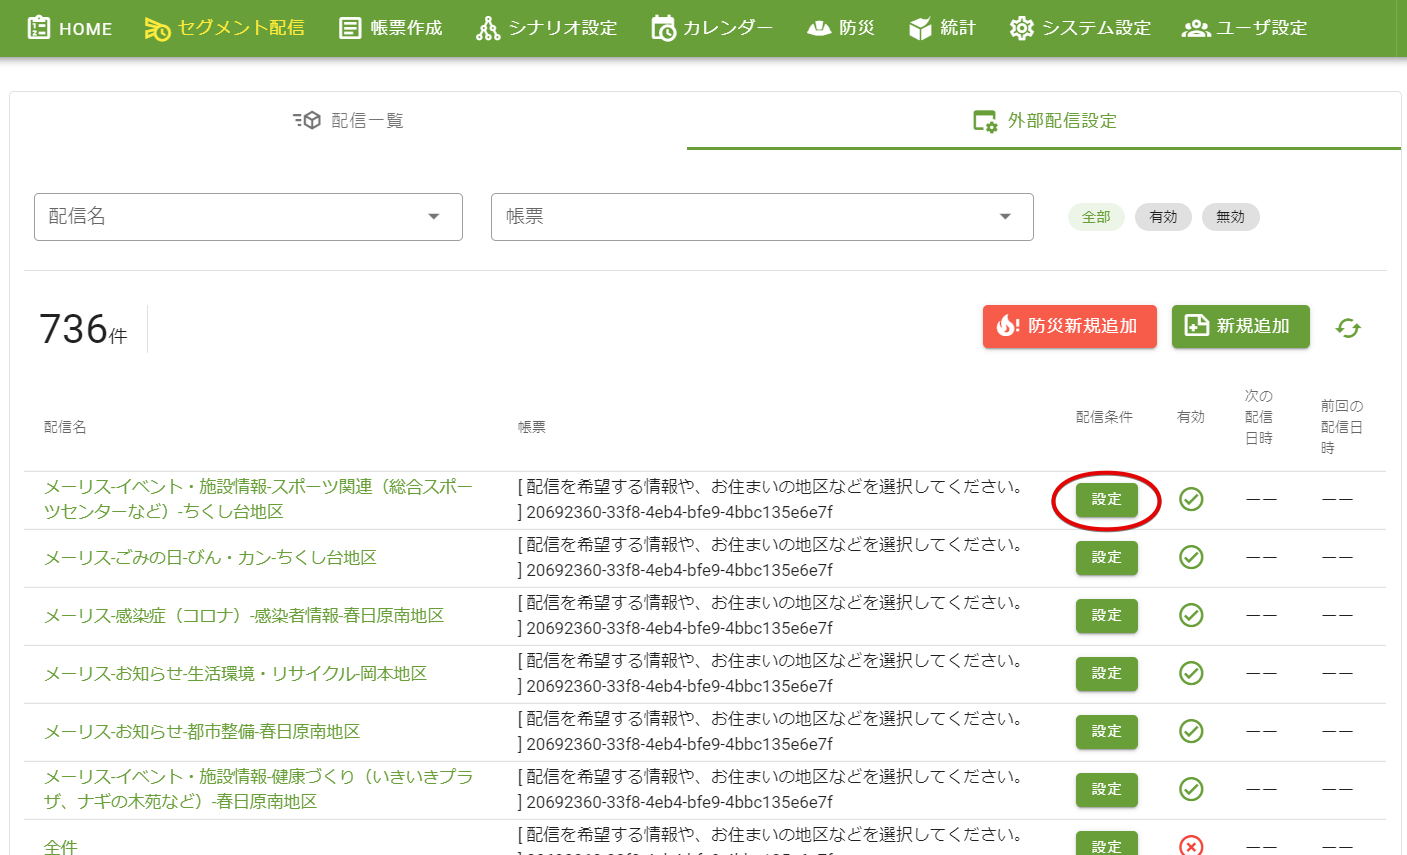 HOME セグメント配信 帳票作成 シナリオ設定 カレンダー 防災 統計 システム設定 ユーザ設定
配信一覧 外部配信設定
配信名 帳票 全部 有効 無効
736件 防災新規追加 新規追加
配信名 帳票 配信条件 有効 次の配信日時 前回の配信日時
メーリス-イベント・施設情報-スポーツ関連（総合スポー [ 配信を希望する情報や、お住まいの地区などを選択してください。
ツセンターなど）-ちくし台地区 ] 20692360-33f8-4eb4-bfe9-4bbc135e6e7f 設定 ーー ーー
[ 配信を希望する情報や、お住まいの地区などを選択してください。
メーリス-ごみの日-びん・カン-ちくし台地区 ] 20692360-33f8-4eb4-bfe9-4bbc135e6e7f 設定 ーー ーー
[ 配信を希望する情報や、お住まいの地区などを選択してください。
メーリス-感染症（コロナ）-感染者情報-春日原南地区 ] 20692360-33f8-4eb4-bfe9-4bbc135e6e7f 設定 ーー ーー
[ 配信を希望する情報や、お住まいの地区などを選択してください。
メーリス-お知らせ-生活環境・リサイクル-岡本地区 ] 20692360-33f8-4eb4-bfe9-4bbc135e6e7f 設定 ーー ーー
[ 配信を希望する情報や、お住まいの地区などを選択してください。
メーリス-お知らせ-都市整備-春日原南地区 ] 20692360-33f8-4eb4-bfe9-4bbc135e6e7f 設定 ーー ーー
メーリス-イベント・施設情報-健康づくり（いきいきプラ [ 配信を希望する情報や、お住まいの地区などを選択してください。
ザ、ナギの木苑など）-春日原南地区 ] 20692360-33f8-4eb4-bfe9-4bbc135e6e7f 設定 ーー ーー
[ 配信を希望する情報や、お住まいの地区などを選択してください。
全件 設定 ーー ーー